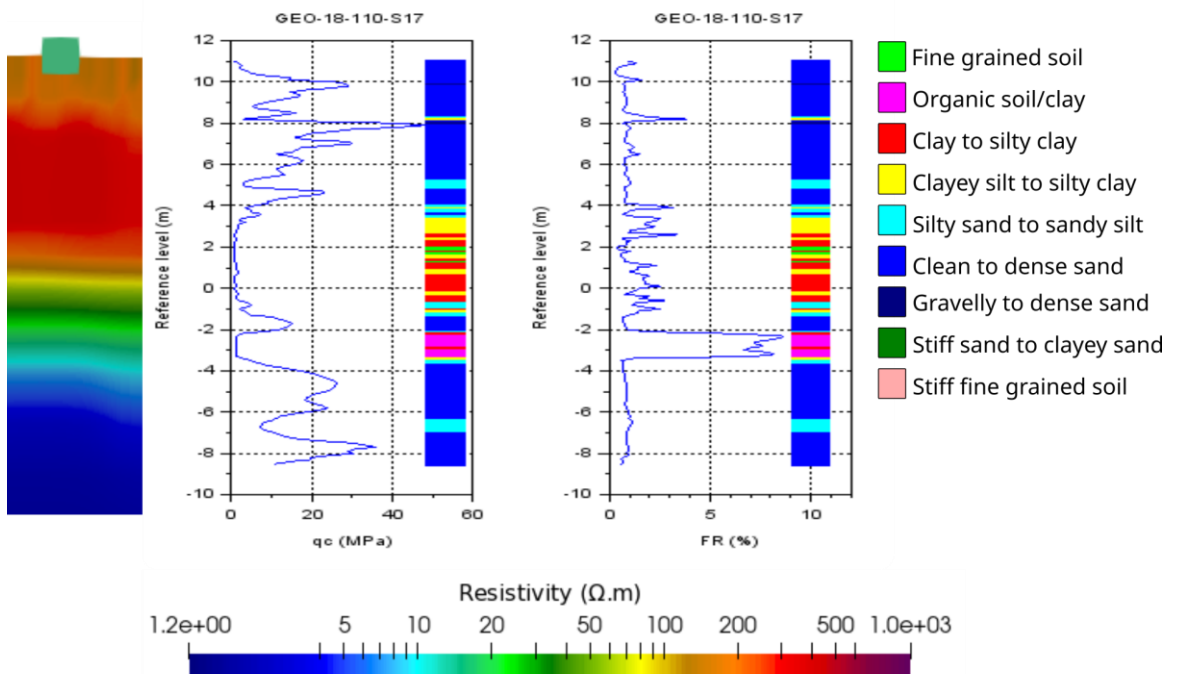 GEO-18-110-S17
12
10
8
6
4
2
0
-2
-4
-6
-8
-10
Reference level (m)
0 20 40 60
qc (MPa)
GEO-18-110-S17
12
10
8
6
4
2
0
-2
-4
-6
-8
-10
Reference level (m)
0 5 10
FR (%)
Fine grained soil
Organic soil/clay
Clay to silty clay
Clayey silt to silty clay
Silty sand to sandy silt
Clean to dense sand
Gravelly to dense sand
Stiff sand to clayey sand
Stiff fine grained soil
Resistivity (Ω.m)
1.2e+00 5 10 20 50 100 200 500 1.0e+03